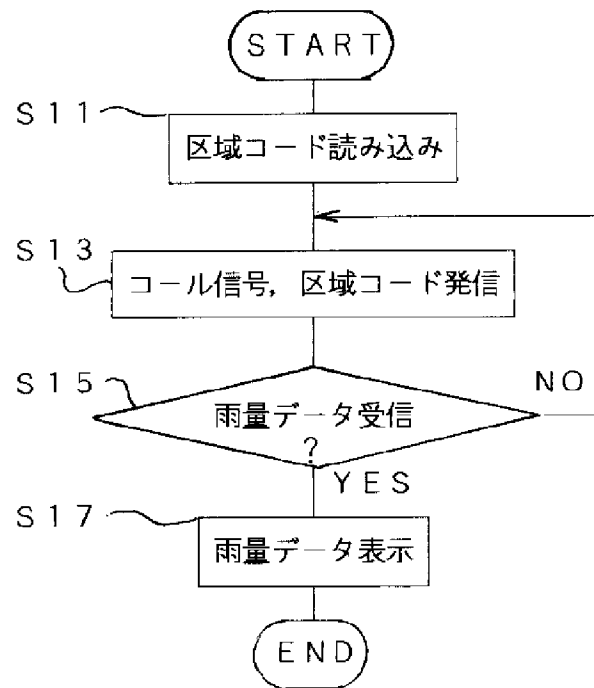 START
S11
区域コード読み込み
S13
コール信号，区域コード発信
S15
雨量データ受信
?
NO
YES
S17
雨量データ表示
END